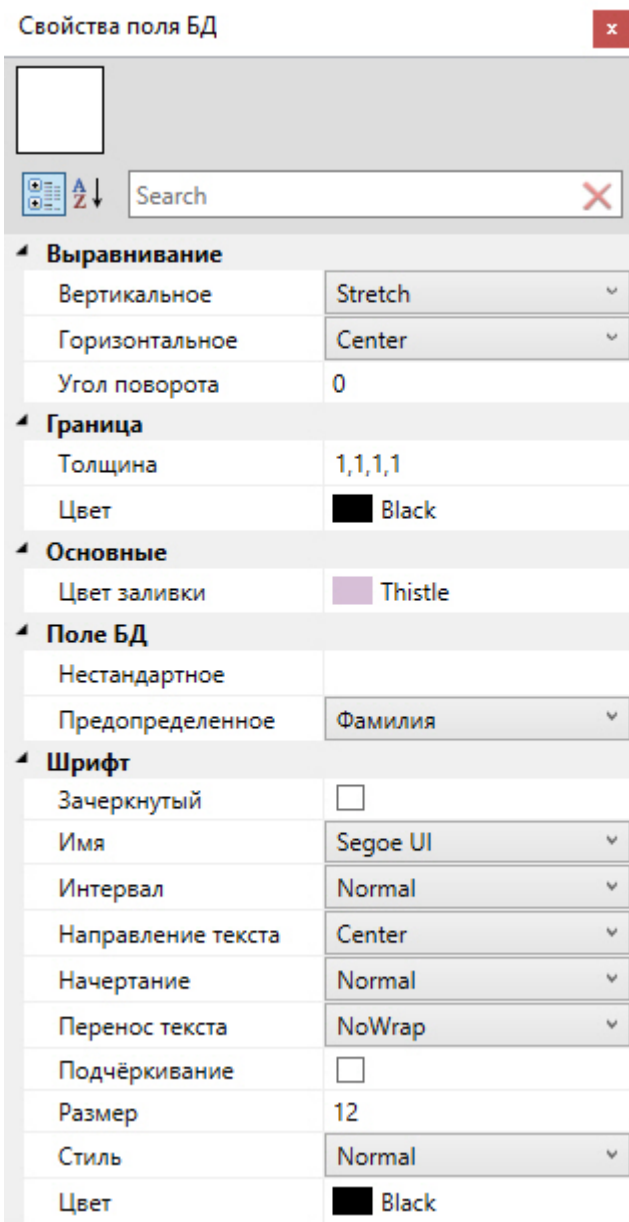 Свойства поля БД
x
A
Z
Search
Выравнивание
Вертикальное Stretch
Горизонтальное Center
Угол поворота 0
Граница
Толщина 1,1,1,1
Цвет Black
Основные
Цвет заливки Thistle
Поле БД
Нестандартное
Предопределенное Фамилия
Шрифт
Зачеркнутый
Имя Segoe UI
Интервал Normal
Направление текста Center
Начертание Normal
Перенос текста NoWrap
Подчёркивание
Размер 12
Стиль Normal
Цвет Black